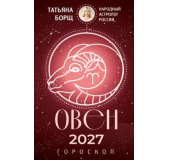 ТАТЬЯНА
БОРЩ
НАРОДНЫЙ
АСТРОЛОГ
РОССИИ
ОВЕН
2027
ГОРОСКОП